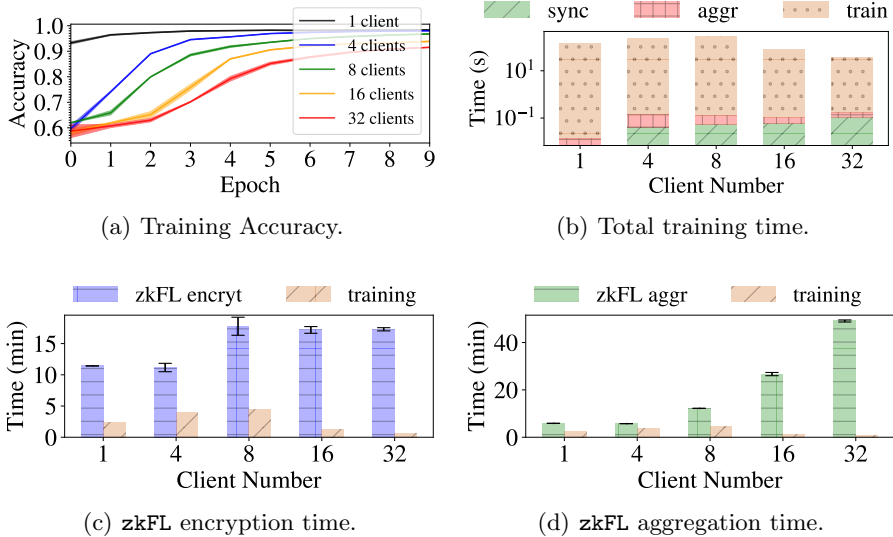 1 client
4 clients
8 clients
16 clients
32 clients
1.0
0.9
0.8
0.7
0.6
Accuracy
0 1 2 3 4 5 6 7 8 9
Epoch
(a) Training Accuracy.
sync aggr train
10^1
10^-1
Time (s)
1 4 8 16 32
Client Number
(b) Total training time.
zkFL encryt training
15
10
5
0
Time (min)
1 4 8 16 32
Client Number
(c) zkFL encryption time.
zkFL aggr training
40
20
0
Time (min)
1 4 8 16 32
Client Number
(d) zkFL aggregation time.